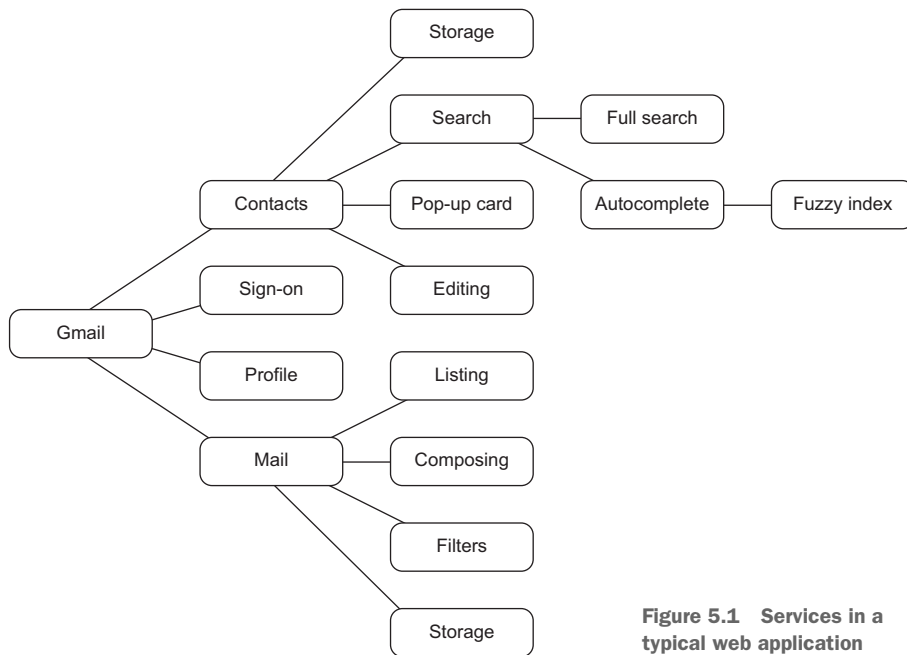 Storage
Search
Full search
Contacts
Pop-up card
Autocomplete
Fuzzy index
Sign-on
Editing
Gmail
Profile
Listing
Mail
Composing
Filters
Storage
Figure 5.1 Services in a
typical web application